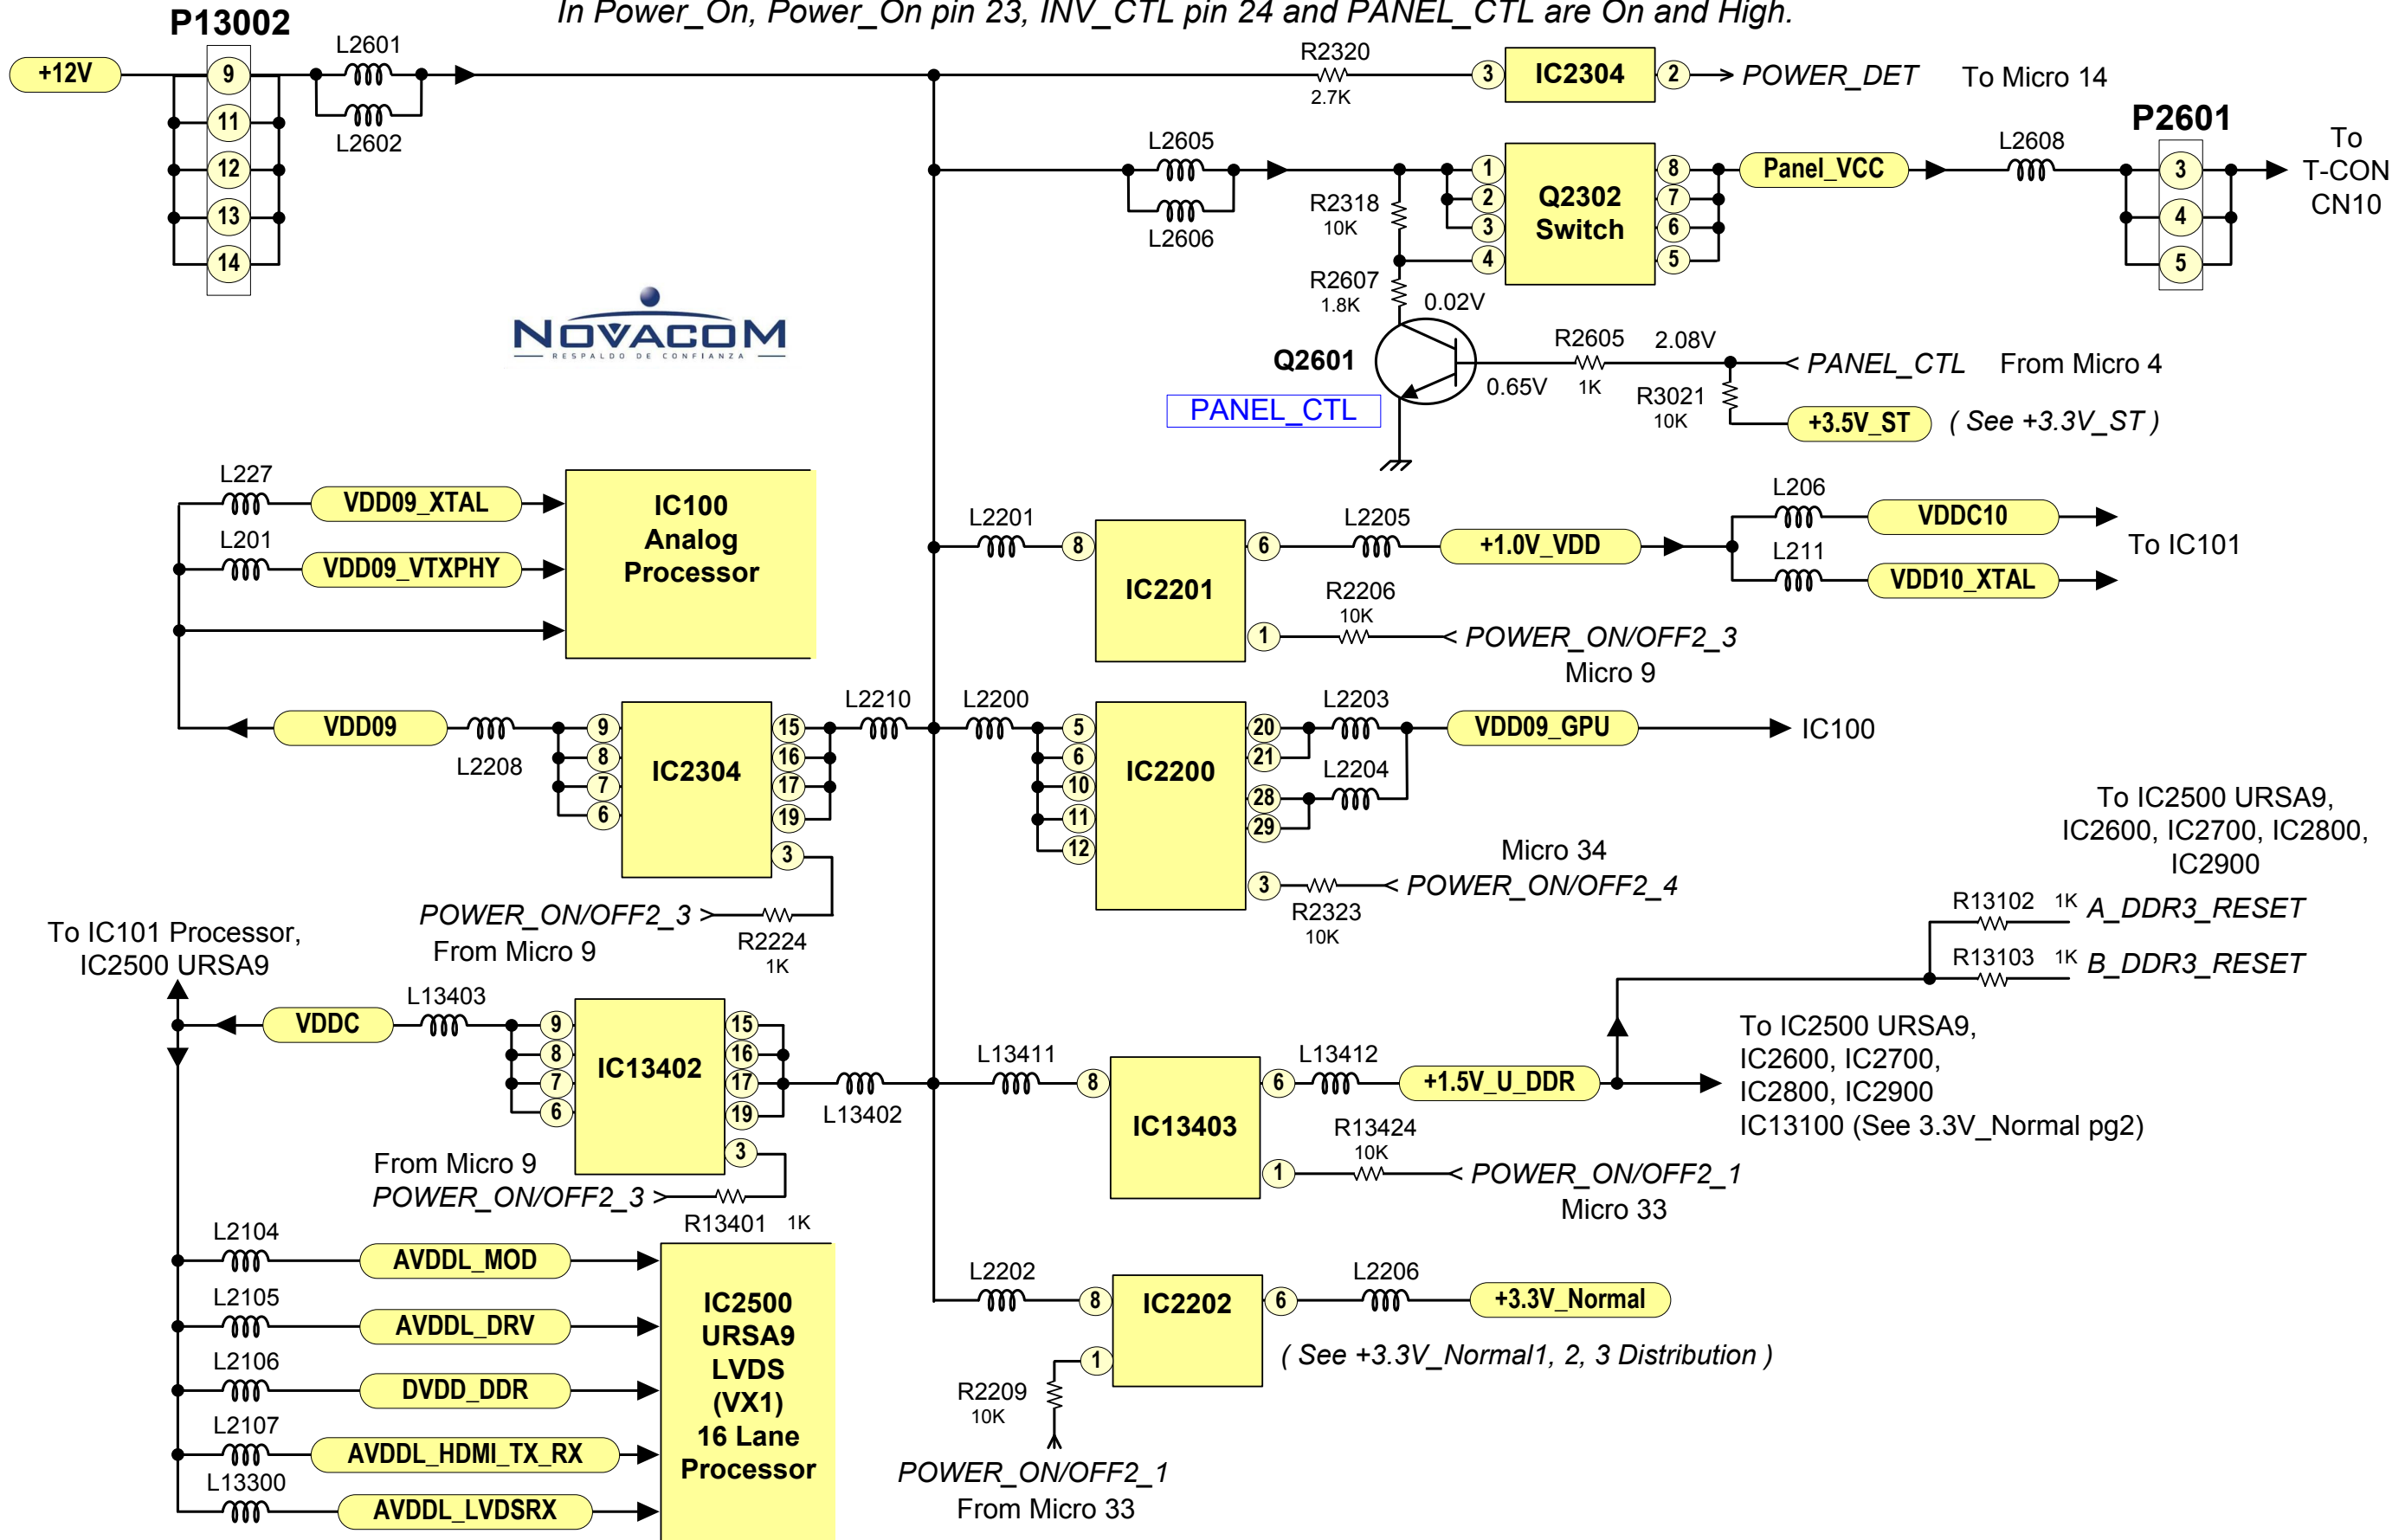 In Power_On, Power_On pin 23, INV_CTL pin 24 and PANEL_CTL are On and High.
P13002
+12V
9
11
12
13
14
L2601
L2602
R2320
2.7K
3
IC2304
2
POWER_DET
To Micro 14
L2605
L2606
R2318
10K
R2607
1.8K
1
2
3
4
Q2302
Switch
8
7
6
5
Panel_VCC
L2608
P2601
3
4
5
To
T-CON
CN10
NOVACOM
RESPALDO DE CONFIANZA
0.02V
Q2601
PANEL_CTL
0.65V
R2605
1K
2.08V
PANEL_CTL
From Micro 4
R3021
10K
+3.5V_ST
( See +3.3V_ST )
L227
VDD09_XTAL
L201
VDD09_VTXPHY
IC100
Analog
Processor
L2201
8
IC2201
6
1
L2205
+1.0V_VDD
L206
VDDC10
L211
VDD10_XTAL
To IC101
R2206
10K
POWER_ON/OFF2_3
Micro 9
VDD09
L2208
9
8
7
6
IC2304
15
16
17
19
3
L2210
POWER_ON/OFF2_3
From Micro 9
R2224
1K
L2200
5
6
10
11
12
IC2200
20
21
28
29
3
L2203
L2204
VDD09_GPU
IC100
Micro 34
POWER_ON/OFF2_4
R2323
10K
To IC2500 URSA9,
IC2600, IC2700, IC2800,
IC2900
R13102
1K
A_DDR3_RESET
R13103
1K
B_DDR3_RESET
To IC101 Processor,
IC2500 URSA9
VDDC
L13403
9
8
7
6
IC13402
15
16
17
19
3
L13402
From Micro 9
POWER_ON/OFF2_3
R13401
1K
L13411
8
IC13403
6
1
L13412
+1.5V_U_DDR
To IC2500 URSA9,
IC2600, IC2700,
IC2800, IC2900
IC13100 (See 3.3V_Normal pg2)
R13424
10K
POWER_ON/OFF2_1
Micro 33
L2104
AVDDL_MOD
L2105
AVDDL_DRV
L2106
DVDD_DDR
L2107
AVDDL_HDMI_TX_RX
L13300
AVDDL_LVDSRX
IC2500
URSA9
LVDS
(VX1)
16 Lane
Processor
L2202
8
IC2202
6
1
L2206
+3.3V_Normal
( See +3.3V_Normal1, 2, 3 Distribution )
R2209
10K
POWER_ON/OFF2_1
From Micro 33